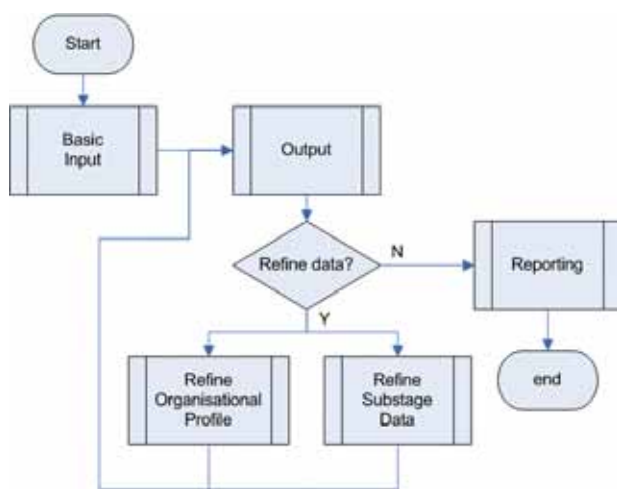 Start
Basic
Input
Output
Refine data?
N
Reporting
Y
Refine
Organisational
Profile
Refine
Substage
Data
end